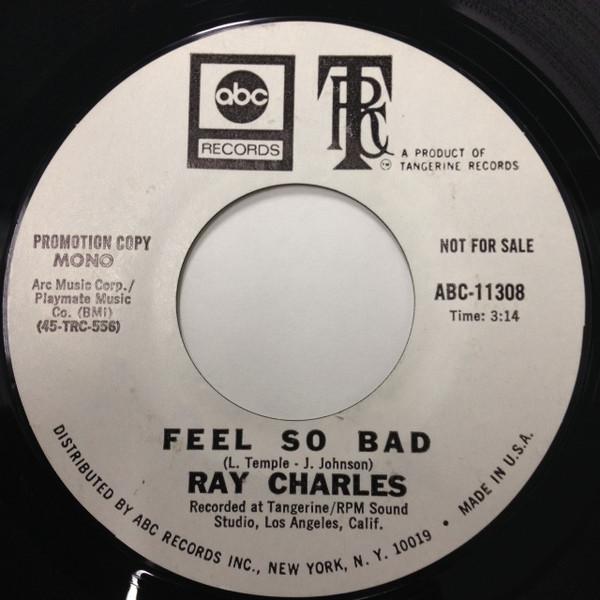 abc
RECORDS
TRC
™
A PRODUCT OF
TANGERINE RECORDS
PROMOTION COPY
MONO
Arc Music Corp./
Playmate Music
Co. (BMI)
(45-TRC-556)
NOT FOR SALE
ABC-11308
Time: 3:14
FEEL SO BAD
(L. Temple - J. Johnson)
RAY CHARLES
Recorded at Tangerine/RPM Sound
Studio, Los Angeles, Calif.
DISTRIBUTED BY ABC RECORDS INC., NEW YORK, N. Y. 10019 • MADE IN U.S.A.